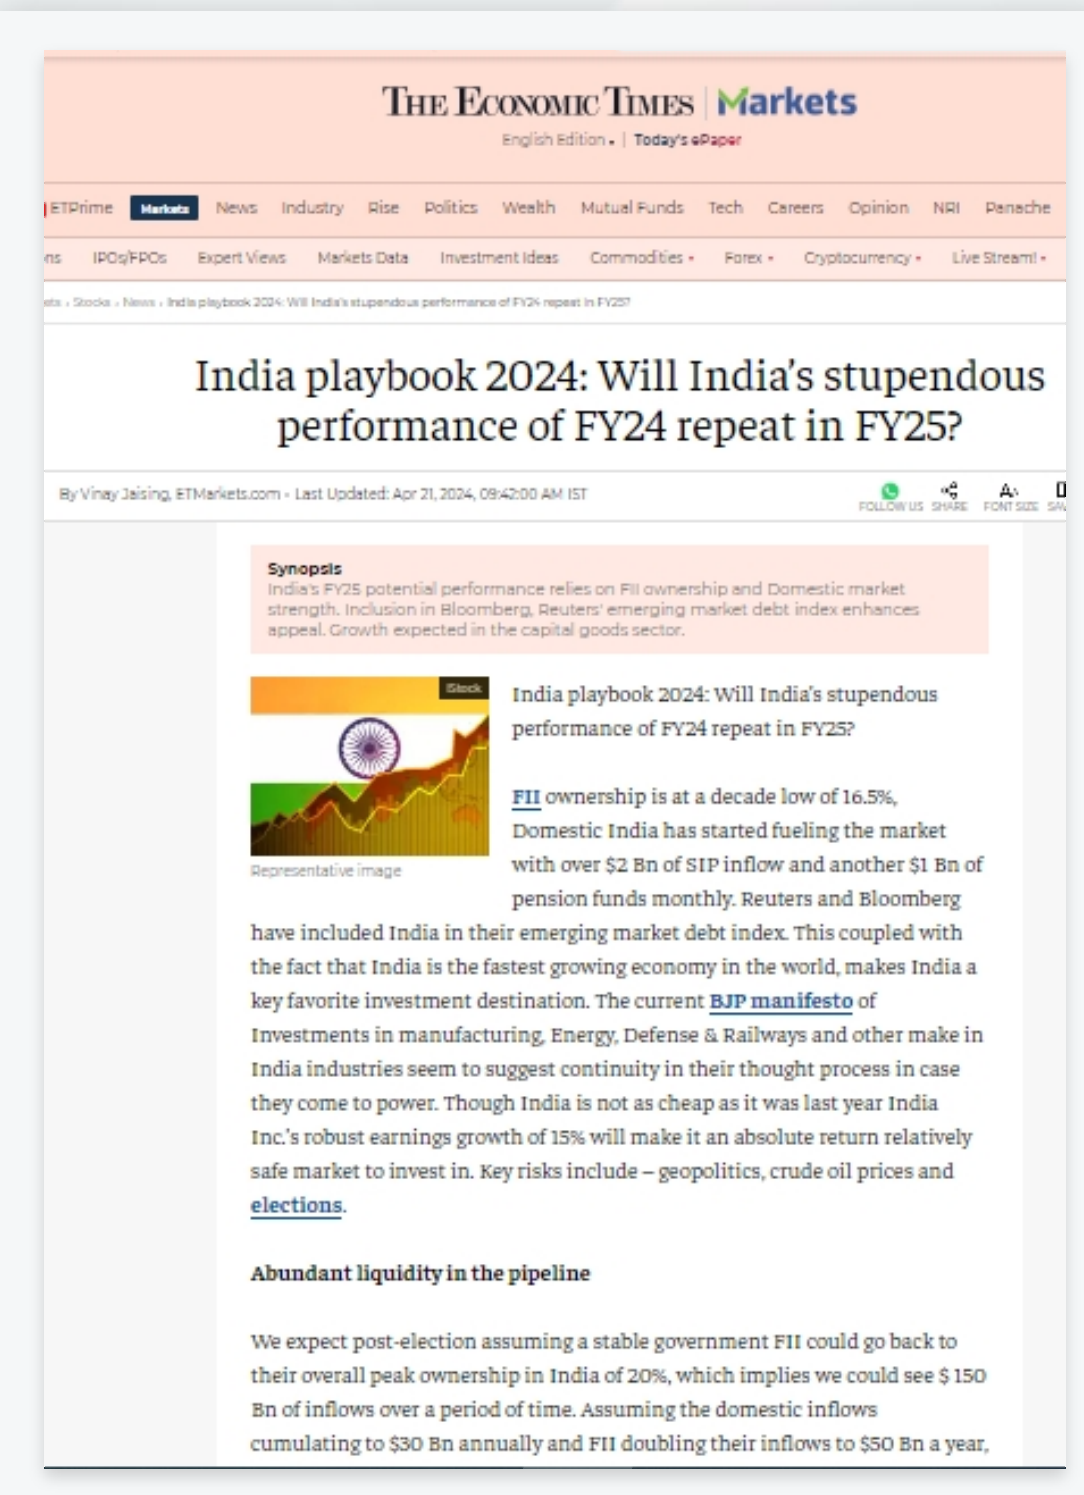 THE ECONOMIC TIMES | Markets
English Edition | Today's ePaper
ETPrime Markets News Industry Rise Politics Wealth Mutual Funds Tech Careers Opinion NRI Panache
ns IPOs/FPOs Expert Views Markets Data Investment Ideas Commodities Forex Cryptocurrency Live Stream!
ets › Stocks › News › India playbook 2024: Will India's stupendous performance of FY24 repeat in FY25?
India playbook 2024: Will India's stupendous
performance of FY24 repeat in FY25?
By Vinay Jaising, ETMarkets.com - Last Updated: Apr 21, 2024, 09:42:00 AM IST
FOLLOW US SHARE FONT SIZE SAV
Synopsis
India's FY25 potential performance relies on FII ownership and Domestic market
strength. Inclusion in Bloomberg, Reuters' emerging market debt index enhances
appeal. Growth expected in the capital goods sector.
iStock
Representative image
India playbook 2024: Will India's stupendous
performance of FY24 repeat in FY25?
FII ownership is at a decade low of 16.5%,
Domestic India has started fueling the market
with over $2 Bn of SIP inflow and another $1 Bn of
pension funds monthly. Reuters and Bloomberg
have included India in their emerging market debt index. This coupled with
the fact that India is the fastest growing economy in the world, makes India a
key favorite investment destination. The current BJP manifesto of
Investments in manufacturing, Energy, Defense & Railways and other make in
India industries seem to suggest continuity in their thought process in case
they come to power. Though India is not as cheap as it was last year India
Inc.'s robust earnings growth of 15% will make it an absolute return relatively
safe market to invest in. Key risks include – geopolitics, crude oil prices and
elections.
Abundant liquidity in the pipeline
We expect post-election assuming a stable government FII could go back to
their overall peak ownership in India of 20%, which implies we could see $ 150
Bn of inflows over a period of time. Assuming the domestic inflows
cumulating to $30 Bn annually and FII doubling their inflows to $50 Bn a year,